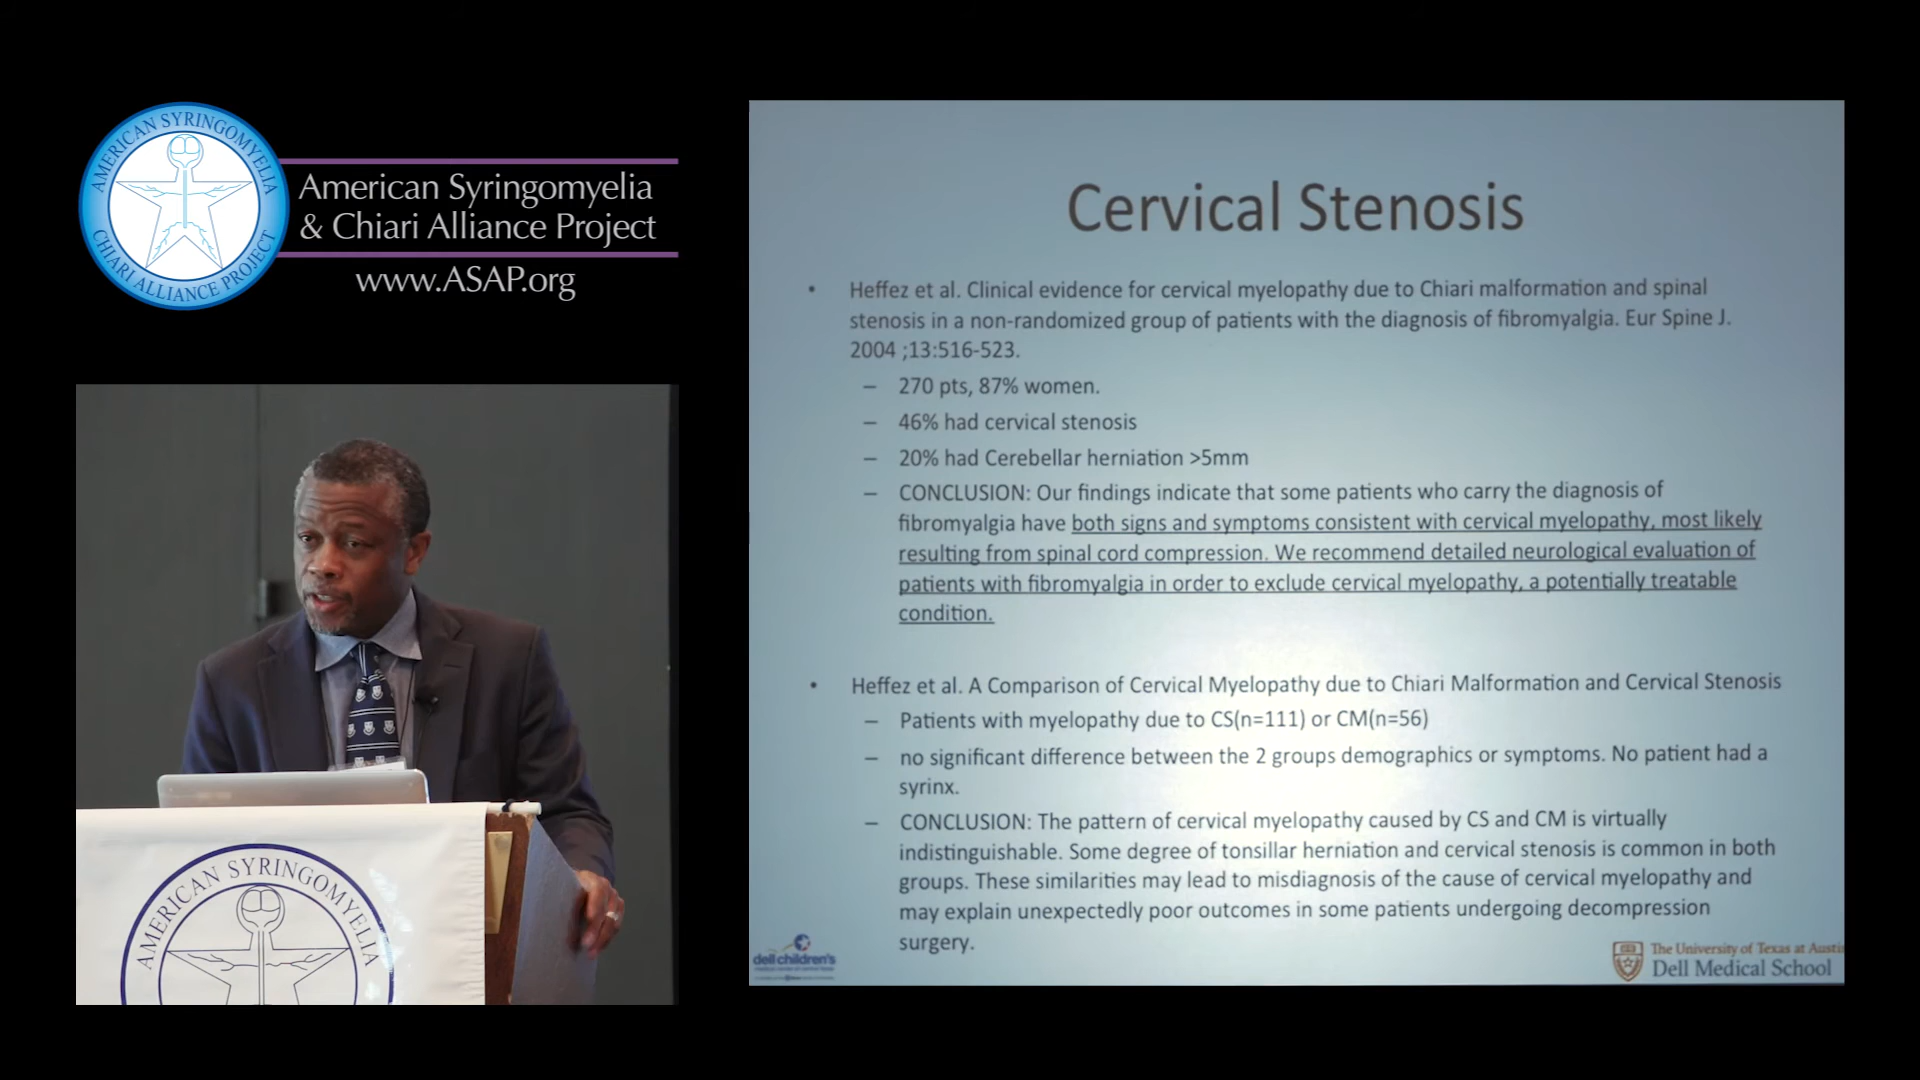 AMERICAN SYRINGOMYELIA
CHIARI ALLIANCE PROJECT
American Syringomyelia
& Chiari Alliance Project
www.ASAP.org
AMERICAN SYRINGOMYELIA
Cervical Stenosis
• Heffez et al. Clinical evidence for cervical myelopathy due to Chiari malformation and spinal
stenosis in a non-randomized group of patients with the diagnosis of fibromyalgia. Eur Spine J.
2004 ;13:516-523.
– 270 pts, 87% women.
– 46% had cervical stenosis
– 20% had Cerebellar herniation >5mm
– CONCLUSION: Our findings indicate that some patients who carry the diagnosis of
fibromyalgia have both signs and symptoms consistent with cervical myelopathy, most likely
resulting from spinal cord compression. We recommend detailed neurological evaluation of
patients with fibromyalgia in order to exclude cervical myelopathy, a potentially treatable
condition.
• Heffez et al. A Comparison of Cervical Myelopathy due to Chiari Malformation and Cervical Stenosis
– Patients with myelopathy due to CS(n=111) or CM(n=56)
– no significant difference between the 2 groups demographics or symptoms. No patient had a
syrinx.
– CONCLUSION: The pattern of cervical myelopathy caused by CS and CM is virtually
indistinguishable. Some degree of tonsillar herniation and cervical stenosis is common in both
groups. These similarities may lead to misdiagnosis of the cause of cervical myelopathy and
may explain unexpectedly poor outcomes in some patients undergoing decompression
surgery.
dell children's
The University of Texas at Austi
Dell Medical School